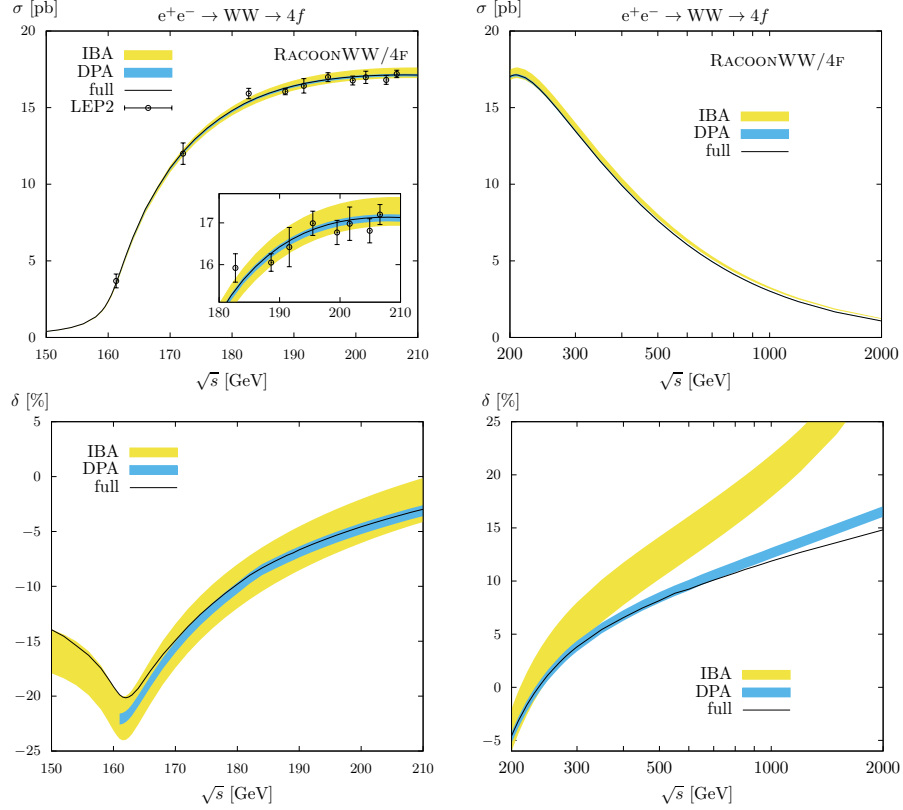 σ [pb]
e⁺e⁻ → WW → 4f
20
15
10
5
0
IBA
DPA
full
LEP2
RACOONWW/4F
17
16
180
190
200
210
150
160
170
180
190
200
210
√s [GeV]
σ [pb]
e⁺e⁻ → WW → 4f
20
15
10
5
0
RACOONWW/4F
IBA
DPA
full
200
300
500
1000
2000
√s [GeV]
δ [%]
5
0
−5
−10
−15
−20
−25
IBA
DPA
full
150
160
170
180
190
200
210
√s [GeV]
δ [%]
25
20
15
10
5
0
−5
IBA
DPA
full
200
300
500
1000
2000
√s [GeV]